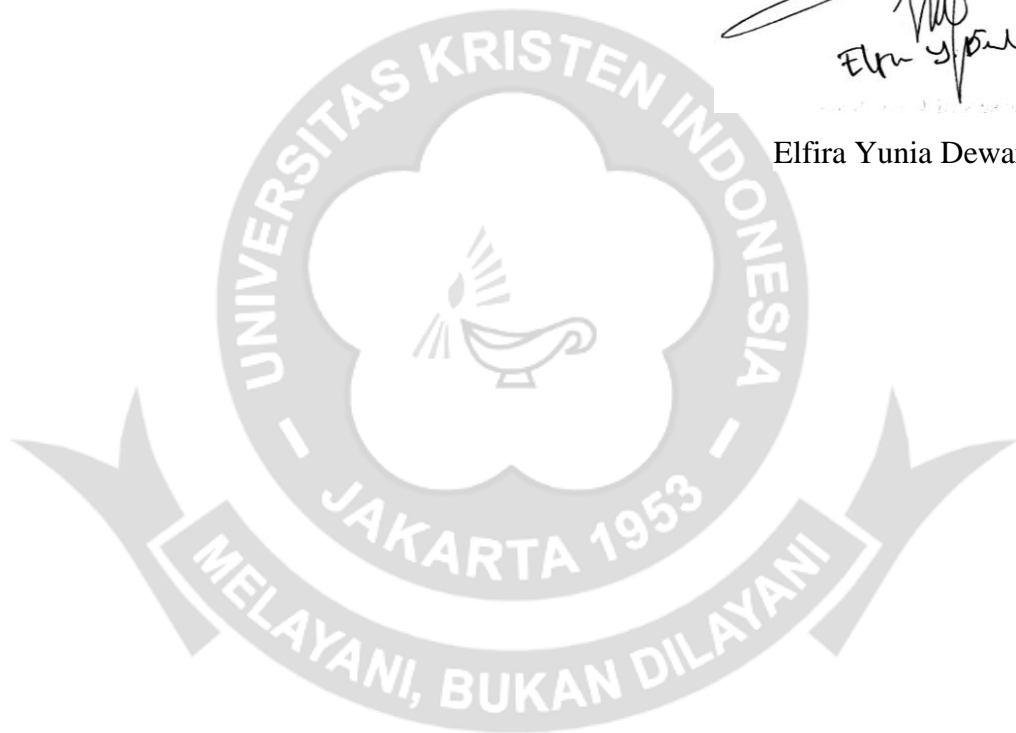 Elfira Yunia Dewa
UNIVERSITAS KRISTEN INDONESIA
JAKARTA 1953
MELAYANI, BUKAN DILAYANI